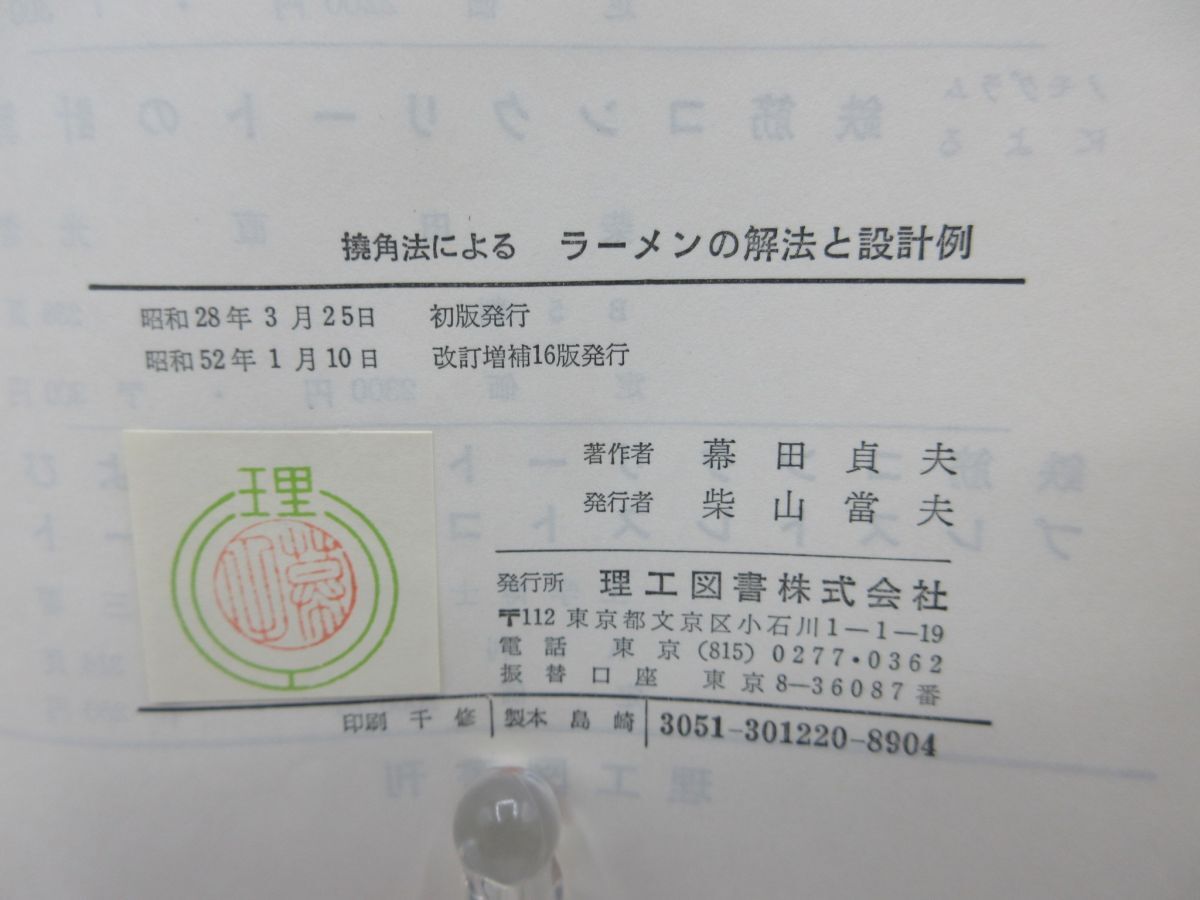 撓角法による ラーメンの解法と設計例
昭和28年3月25日 初版発行
昭和52年1月10日 改訂増補16版発行
著作者 幕田貞夫
発行者 柴山當夫
理
発行所 理工図書株式会社
〒112 東京都文京区小石川1-1-19
電話 東京(815)0277・0362
振替口座 東京8-36087番
印刷 千修 製本 島崎 3051-301220-8904